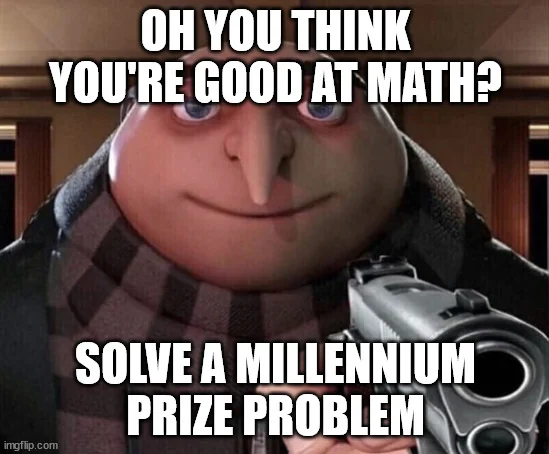 OH YOU THINK
YOU'RE GOOD AT MATH?
SOLVE A MILLENNIUM
PRIZE PROBLEM
imgflip.com